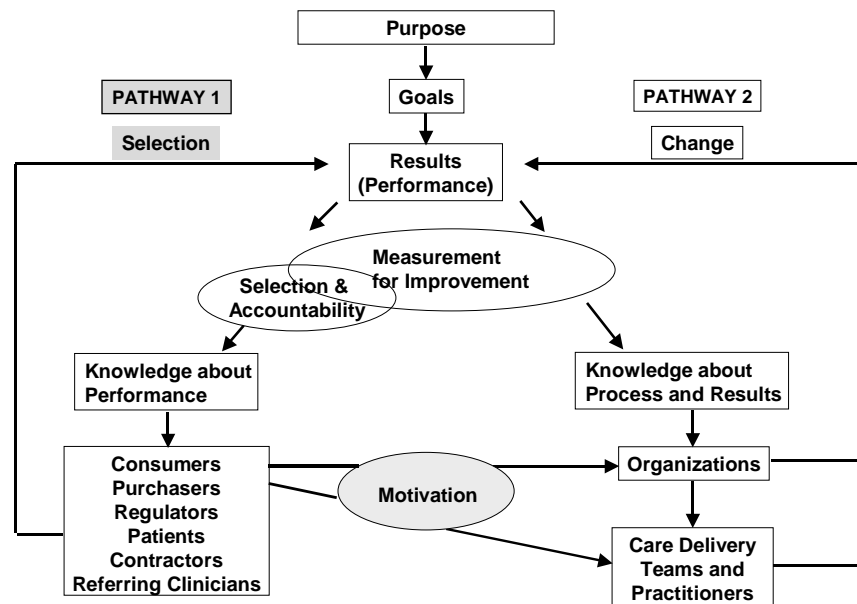 Purpose
PATHWAY 1
Goals
PATHWAY 2
Selection
Change
Results
(Performance)
Measurement
for Improvement
Selection &
Accountability
Knowledge about
Performance
Knowledge about
Process and Results
Consumers
Purchasers
Regulators
Patients
Contractors
Referring Clinicians
Motivation
Organizations
Care Delivery
Teams and
Practitioners